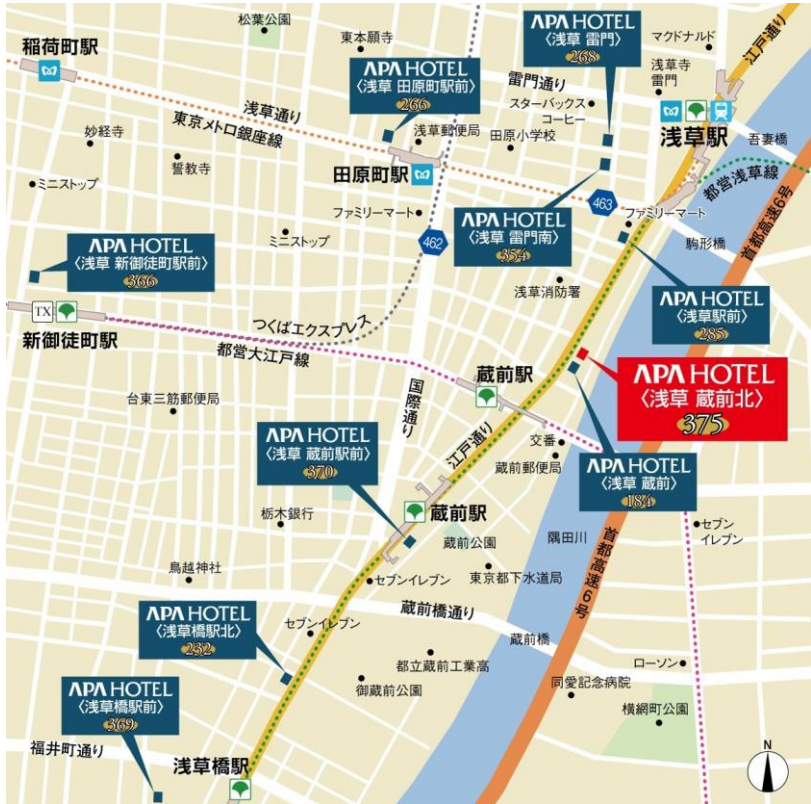 松葉公園
稲荷町駅
東本願寺
APA HOTEL
〈浅草 雷門〉
268
マクドナルド
江戸通り
浅草寺
雷門
APA HOTEL
〈浅草 田原町駅前〉
266
雷門通り
スターバックス
コーヒー
浅草駅
浅草通り
東京メトロ銀座線
妙経寺
誓教寺
浅草郵便局
田原小学校
吾妻橋
田原町駅
都営浅草線
首都高速6号
ミニストップ
ファミリーマート
463
ファミリーマート
APA HOTEL
〈浅草 雷門南〉
354
駒形橋
ミニストップ
462
APA HOTEL
〈浅草 新御徒町駅前〉
366
浅草消防署
APA HOTEL
〈浅草駅前〉
285
TX
新御徒町駅
つくばエクスプレス
都営大江戸線
蔵前駅
APA HOTEL
〈浅草 蔵前北〉
375
国際通り
台東三筋郵便局
江戸通り
交番
蔵前郵便局
APA HOTEL
〈浅草 蔵前駅前〉
370
APA HOTEL
〈浅草 蔵前〉
184
栃木銀行
蔵前駅
セブン
イレブン
蔵前公園
隅田川
首都高速6号
鳥越神社
セブンイレブン
東京都下水道局
蔵前橋通り
APA HOTEL
〈浅草橋駅北〉
232
セブンイレブン
蔵前橋
都立蔵前工業高
ローソン
御蔵前公園
同愛記念病院
横網町公園
APA HOTEL
〈浅草橋駅前〉
369
福井町通り
浅草橋駅
N